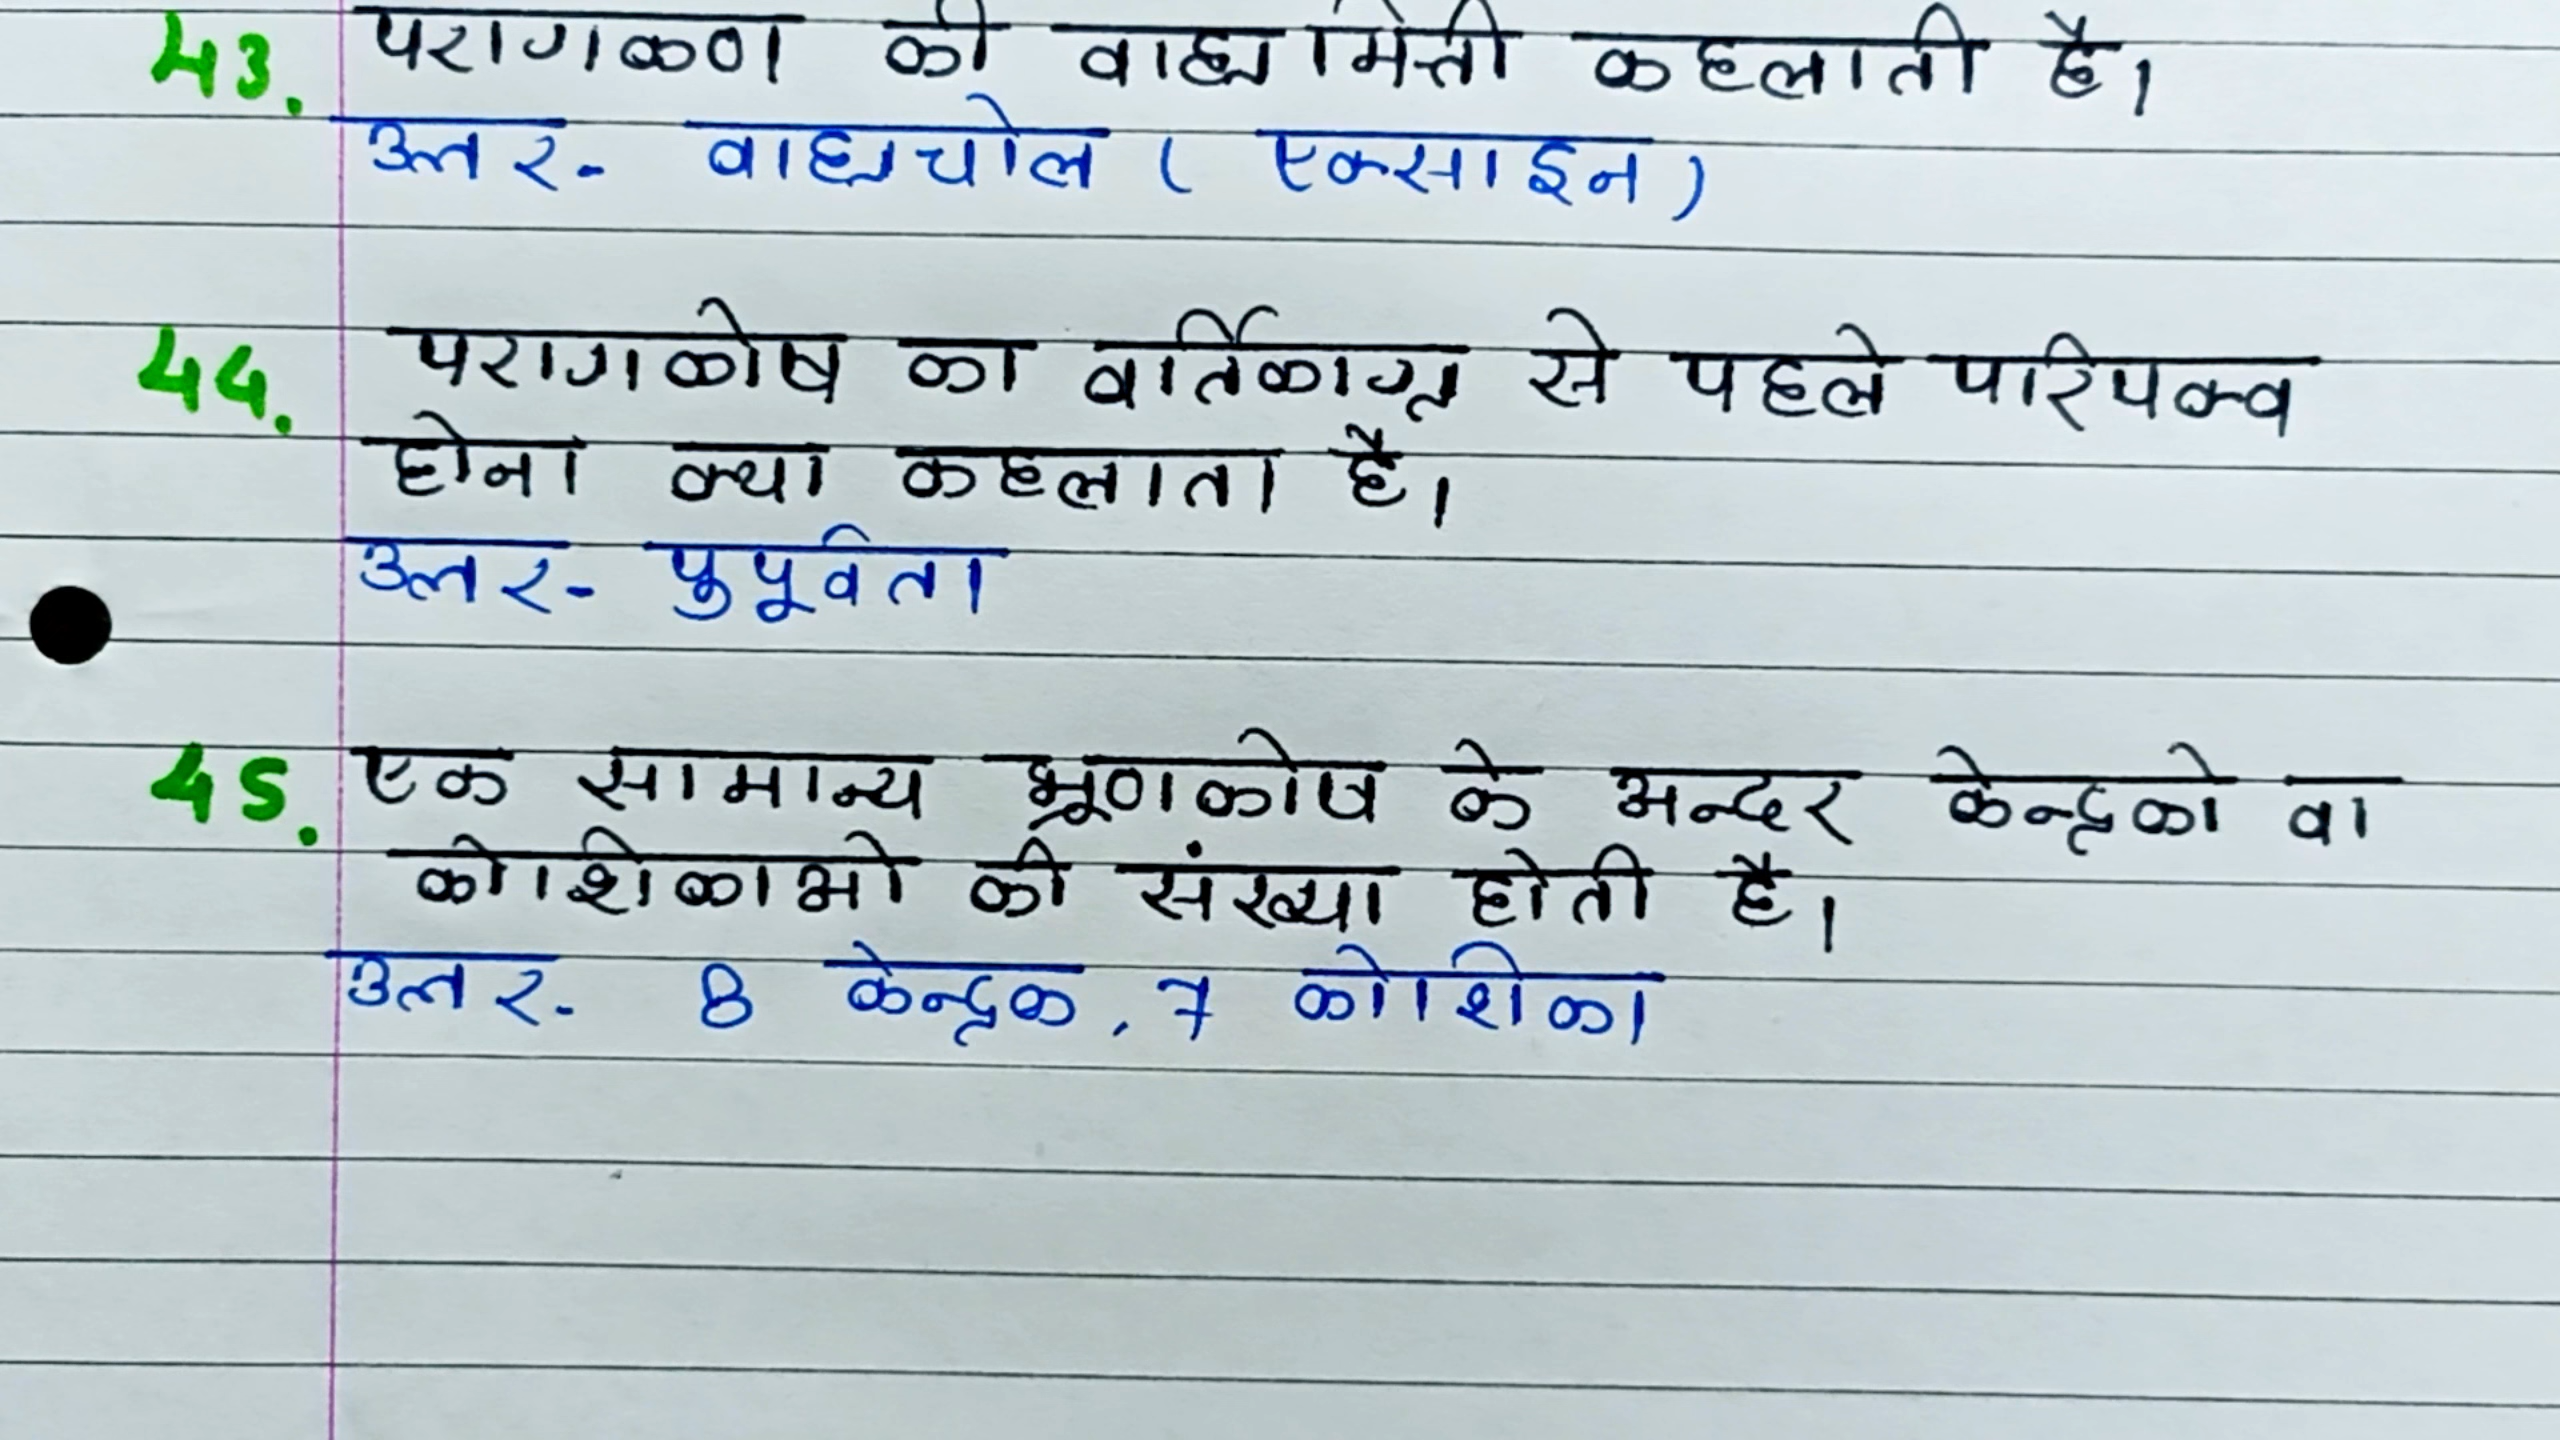 43. परागकण की वाह्य भित्ती कहलाती है।
उत्तर- वाह्यचोल ( एक्साइन )
44. परागकोष का वर्तिकाग्र से पहले परिपक्व
होना क्या कहलाता है।
उत्तर- पुपूर्वता
45. एक सामान्य भ्रूणकोष के अन्दर केन्द्रको वा
कोशिकाओ की संख्या होती है।
उत्तर- 8 केन्द्रक, 7 कोशिका